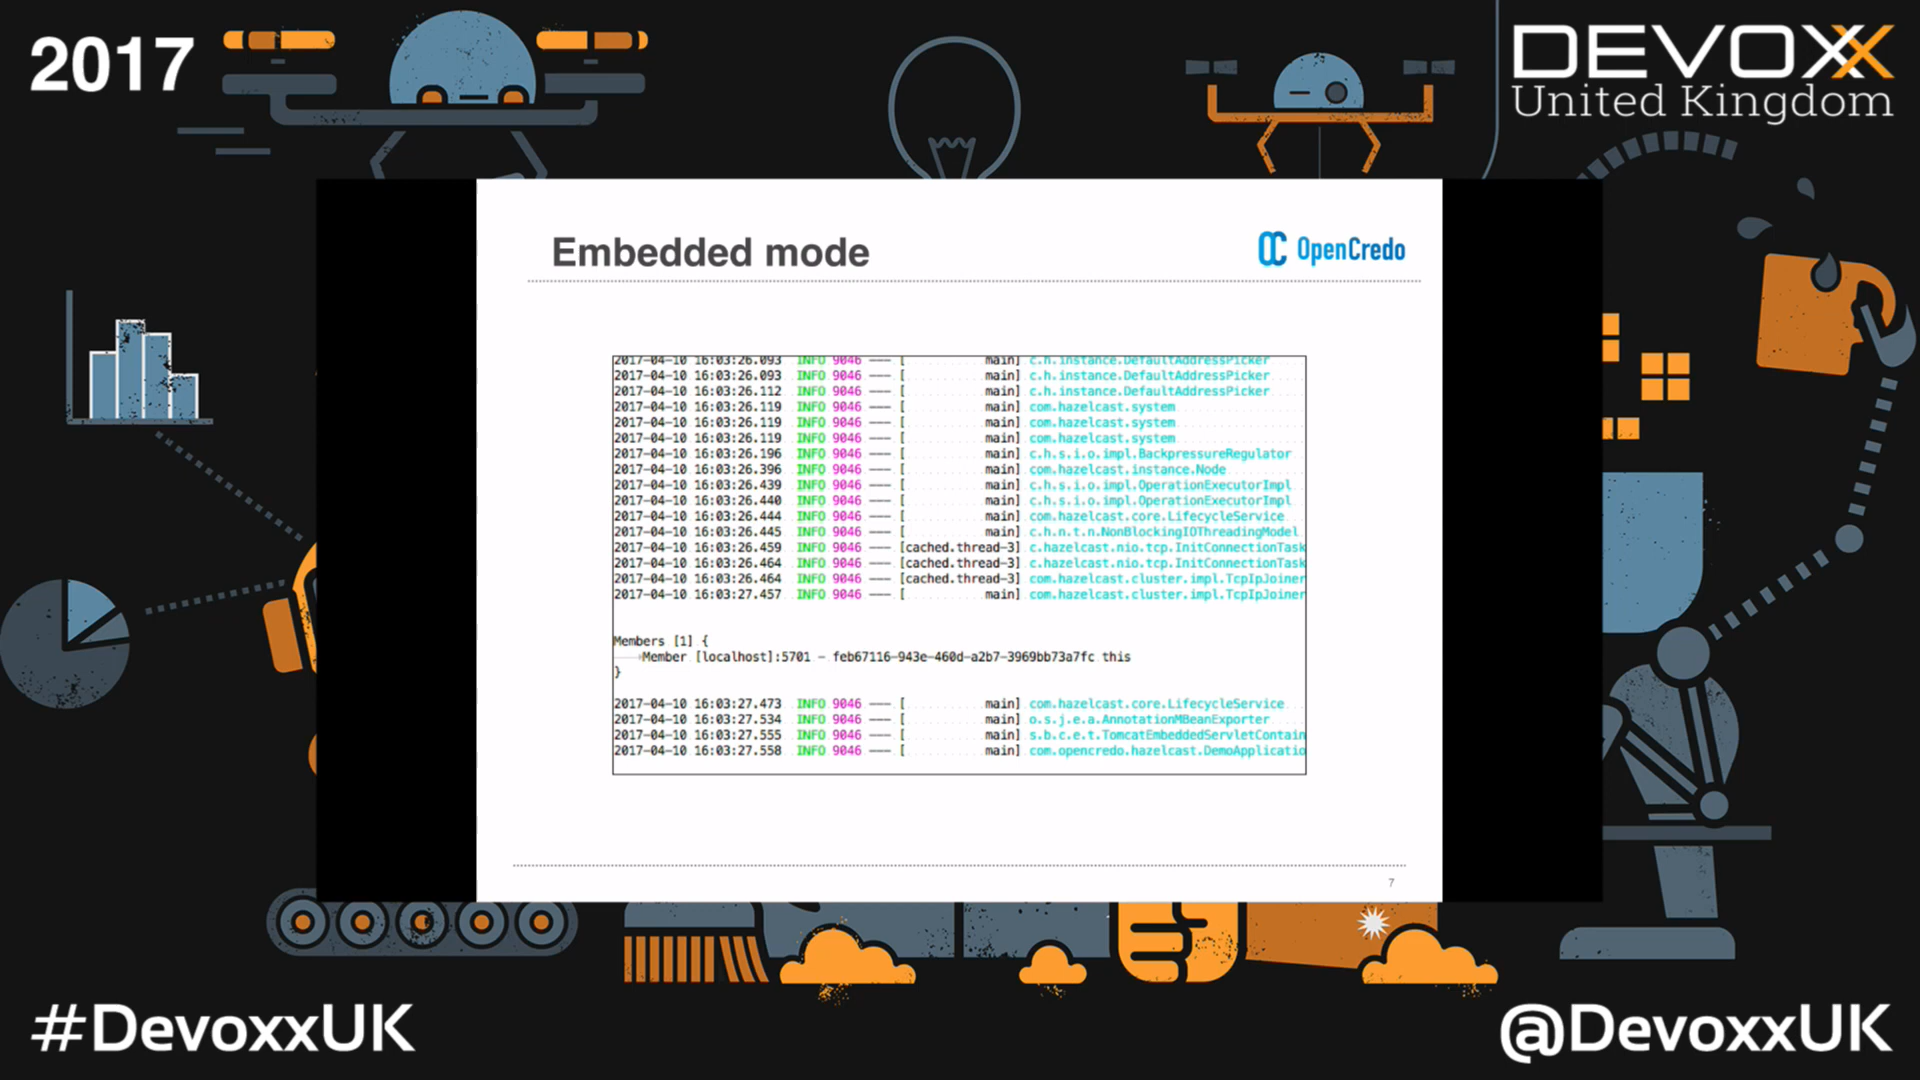 2017
DEVOXX
United Kingdom
Embedded mode
OpenCredo
2017-04-10 16:03:26.093 INFO 9046 --- [ main] c.h.instance.DefaultAddressPicker
2017-04-10 16:03:26.093 INFO 9046 --- [ main] c.h.instance.DefaultAddressPicker
2017-04-10 16:03:26.112 INFO 9046 --- [ main] c.h.instance.DefaultAddressPicker
2017-04-10 16:03:26.119 INFO 9046 --- [ main] com.hazelcast.system
2017-04-10 16:03:26.119 INFO 9046 --- [ main] com.hazelcast.system
2017-04-10 16:03:26.119 INFO 9046 --- [ main] com.hazelcast.system
2017-04-10 16:03:26.196 INFO 9046 --- [ main] c.h.s.i.o.impl.BackpressureRegulator
2017-04-10 16:03:26.396 INFO 9046 --- [ main] com.hazelcast.instance.Node
2017-04-10 16:03:26.439 INFO 9046 --- [ main] c.h.s.i.o.impl.OperationExecutorImpl
2017-04-10 16:03:26.440 INFO 9046 --- [ main] c.h.s.i.o.impl.OperationExecutorImpl
2017-04-10 16:03:26.444 INFO 9046 --- [ main] com.hazelcast.core.LifecycleService
2017-04-10 16:03:26.445 INFO 9046 --- [ main] c.h.n.t.n.NonBlockingIOThreadingModel
2017-04-10 16:03:26.459 INFO 9046 --- [cached.thread-3] c.hazelcast.nio.tcp.InitConnectionTask
2017-04-10 16:03:26.464 INFO 9046 --- [cached.thread-3] c.hazelcast.nio.tcp.InitConnectionTask
2017-04-10 16:03:26.464 INFO 9046 --- [cached.thread-3] com.hazelcast.cluster.impl.TcpIpJoiner
2017-04-10 16:03:27.457 INFO 9046 --- [ main] com.hazelcast.cluster.impl.TcpIpJoiner
Members [1] {
Member [localhost]:5701 - feb67116-943e-460d-a2b7-3969bb73a7fc this
}
2017-04-10 16:03:27.473 INFO 9046 --- [ main] com.hazelcast.core.LifecycleService
2017-04-10 16:03:27.534 INFO 9046 --- [ main] o.s.j.e.a.AnnotationMBeanExporter
2017-04-10 16:03:27.555 INFO 9046 --- [ main] s.b.c.e.t.TomcatEmbeddedServletContain
2017-04-10 16:03:27.558 INFO 9046 --- [ main] com.opencredo.hazelcast.DemoApplicatio
7
#DevoxxUK
@DevoxxUK